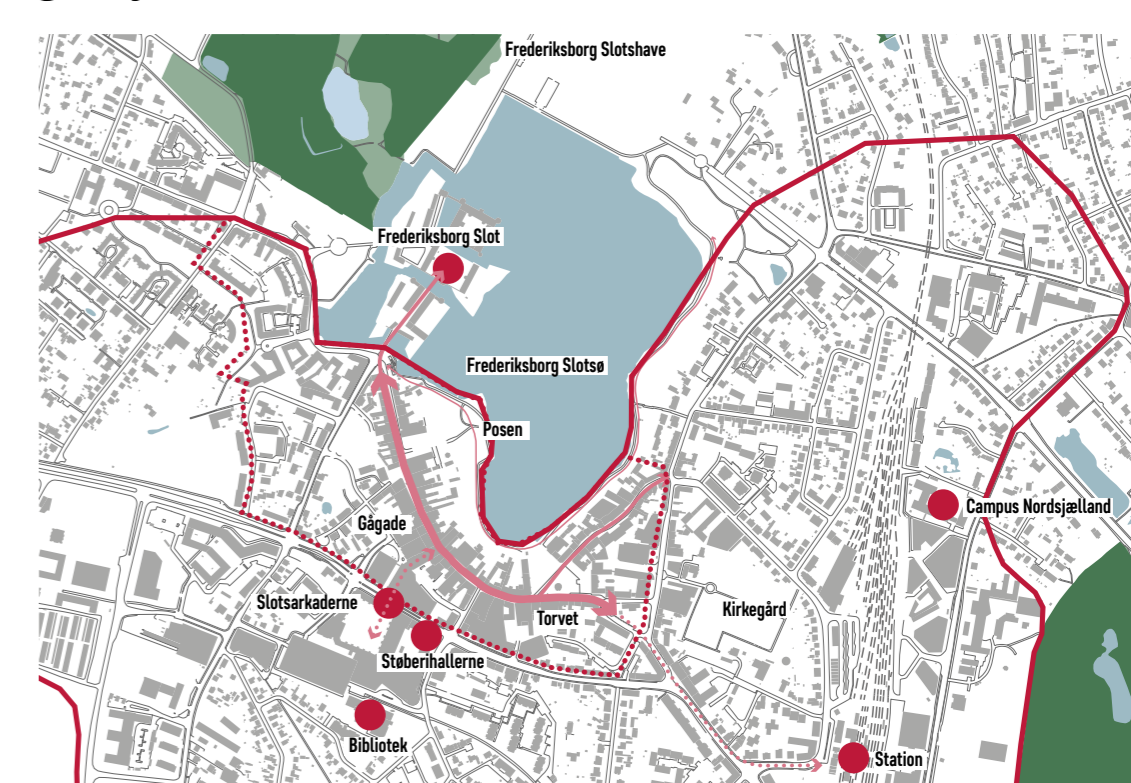 Frederiksborg Slotshave
Frederiksborg Slot
Frederiksborg Slotsø
Posen
Campus Nordsjælland
Gågade
Slotsarkaderne
Torvet
Kirkegård
Støberihallerne
Bibliotek
Station